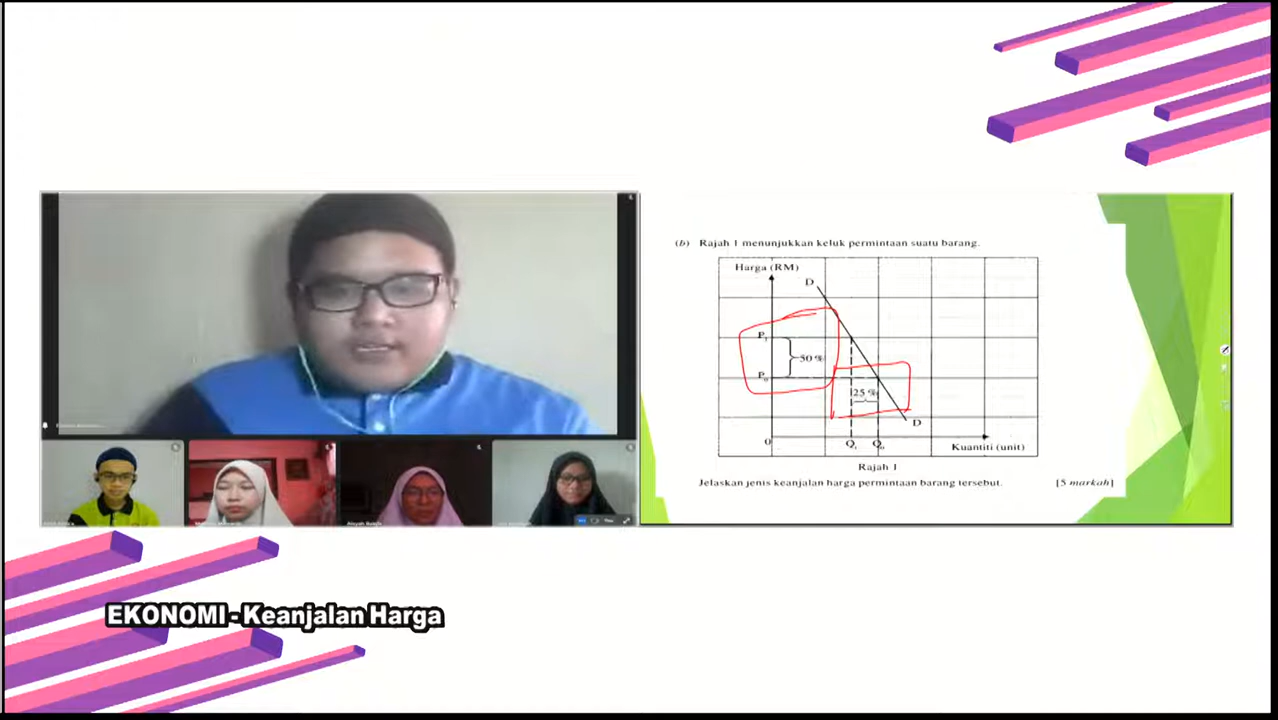 (b) Rajah 1 menunjukkan keluk permintaan suatu barang.
Harga (RM)
D
P₁
50 %
P₀
25 %
D
0
Q₁
Q₀
Kuantiti (unit)
Rajah 1
Jelaskan jenis keanjalan harga permintaan barang tersebut. [5 markah]
EKONOMI - Keanjalan Harga